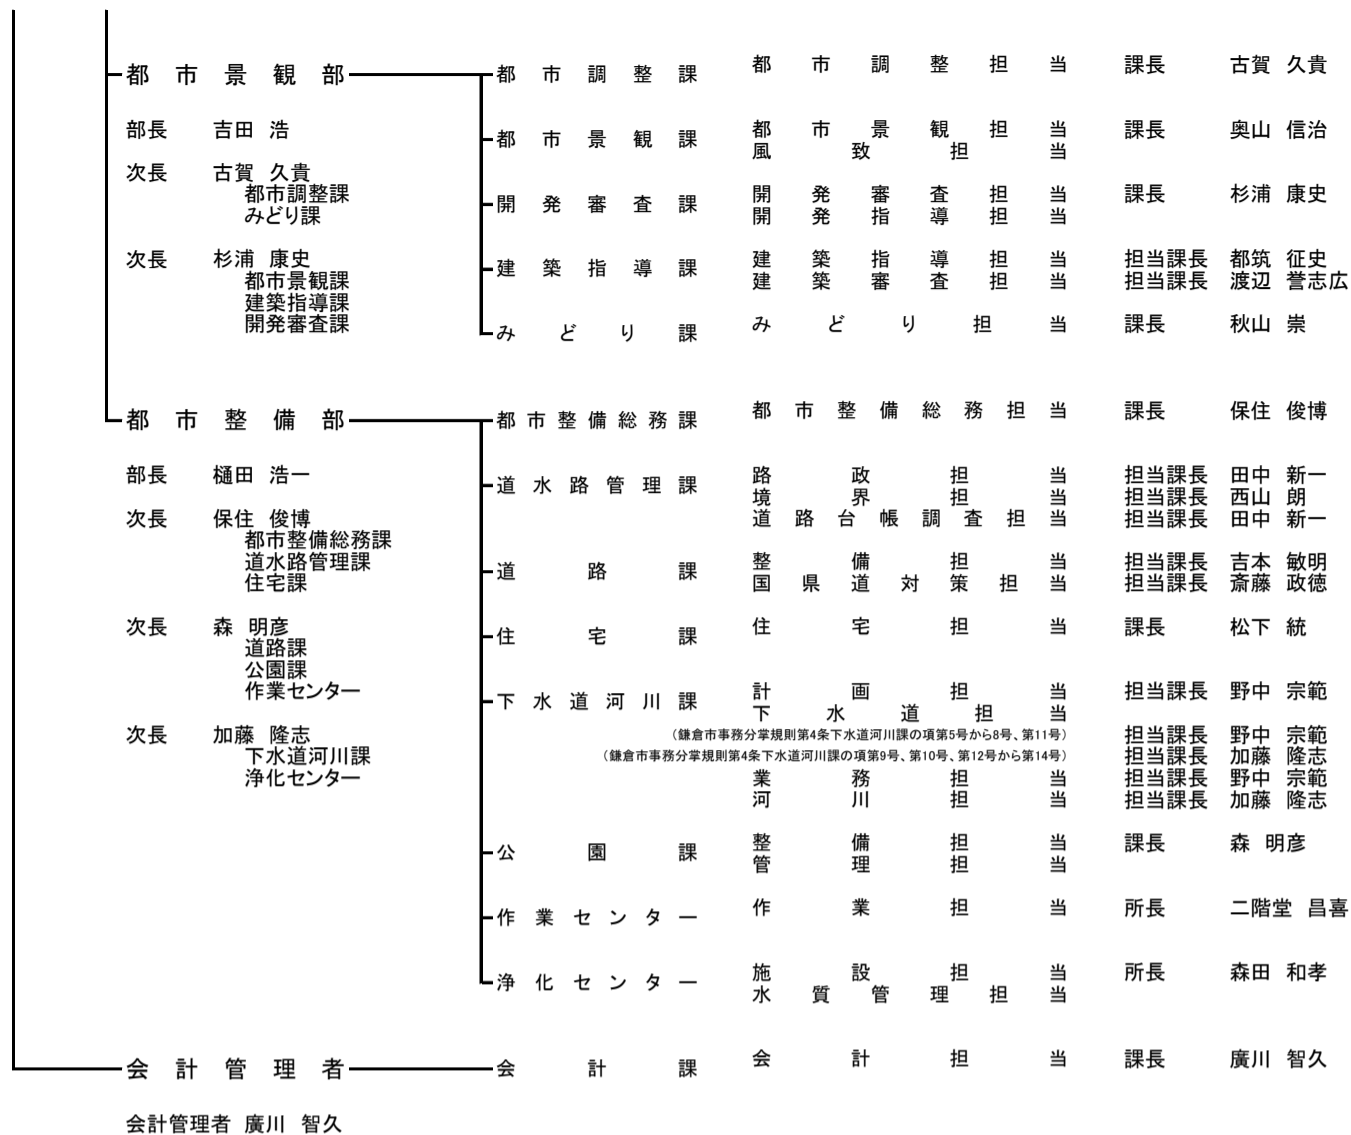 都市景観部 都市調整課 都市調整担当 課長 古賀 久貴
部長 吉田 浩 都市景観課 都市景観担当 課長 奥山 信治
風致担当
次長 古賀 久貴
都市調整課 開発審査課 開発審査担当 課長 杉浦 康史
みどり課 開発指導担当
次長 杉浦 康史 建築指導課 建築指導担当 担当課長 都筑 征史
都市景観課 建築審査担当 担当課長 渡辺 誉志広
建築指導課
開発審査課 みどり課 みどり担当 課長 秋山 崇
都市整備部 都市整備総務課 都市整備総務担当 課長 保住 俊博
部長 樋田 浩一 道水路管理課 路政担当 担当課長 田中 新一
境界担当 担当課長 西山 朗
次長 保住 俊博 道路台帳調査担当 担当課長 田中 新一
都市整備総務課
道水路管理課 道路課 整備担当 担当課長 吉本 敏明
住宅課 国県道対策担当 担当課長 斎藤 政徳
次長 森 明彦 住宅課 住宅担当 課長 松下 統
道路課
公園課
作業センター 下水道河川課 計画担当 担当課長 野中 宗範
下水道担当
次長 加藤 隆志 （鎌倉市事務分掌規則第4条下水道河川課の項第5号から8号、第11号） 担当課長 野中 宗範
下水道河川課 （鎌倉市事務分掌規則第4条下水道河川課の項第9号、第10号、第12号から第14号） 担当課長 加藤 隆志
浄化センター 業務担当 担当課長 野中 宗範
河川担当 担当課長 加藤 隆志
公園課 整備担当 課長 森 明彦
管理担当
作業センター 作業担当 所長 二階堂 昌喜
浄化センター 施設担当 所長 森田 和孝
水質管理担当
会計管理者 会計課 会計担当 課長 廣川 智久
会計管理者 廣川 智久